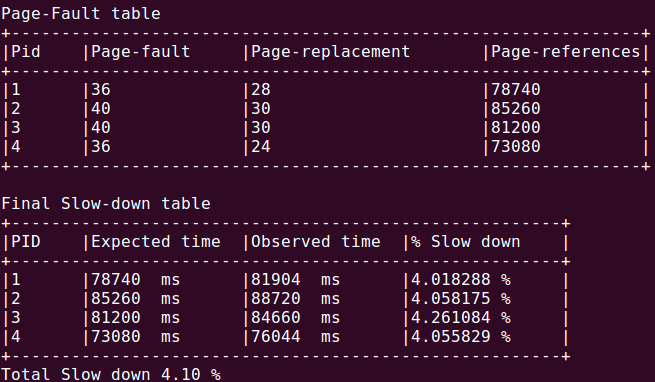 Page-Fault table
+---------------------------------------------------------------+
|Pid    |Page-fault     |Page-replacement       |Page-references|
+---------------------------------------------------------------+
|1      |36             |28                     |78740          |
|2      |40             |30                     |85260          |
|3      |40             |30                     |81200          |
|4      |36             |24                     |73080          |
+---------------------------------------------------------------+

Final Slow-down table
+-------------------------------------------------------+
|PID    |Expected time  |Observed time  |% Slow down    |
+-------------------------------------------------------+
|1      |78740  ms      |81904  ms      |4.018288 %     |
|2      |85260  ms      |88720  ms      |4.058175 %     |
|3      |81200  ms      |84660  ms      |4.261084 %     |
|4      |73080  ms      |76044  ms      |4.055829 %     |
+-------------------------------------------------------+
Total Slow down 4.10 %